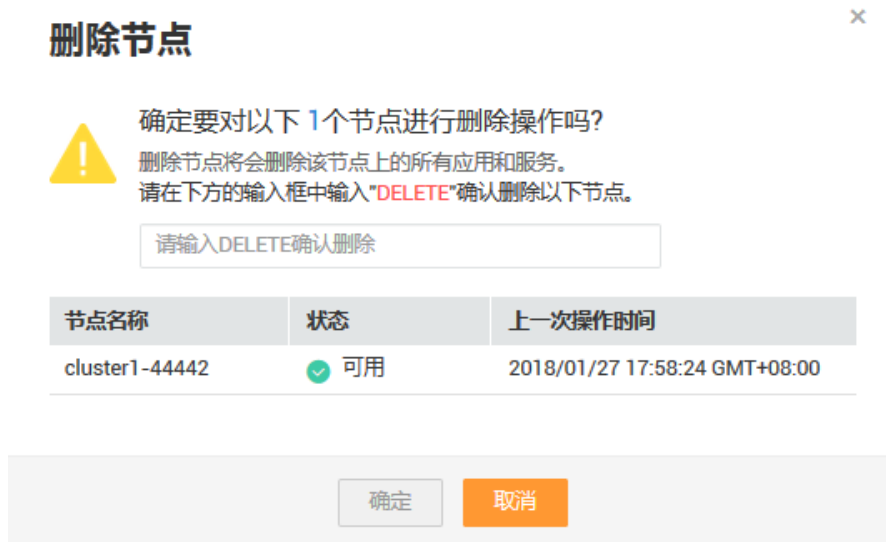 删除节点
×
确定要对以下 1个节点进行删除操作吗?
删除节点将会删除该节点上的所有应用和服务。
请在下方的输入框中输入"DELETE"确认删除以下节点。
请输入DELETE确认删除
节点名称 状态 上一次操作时间
cluster1-44442 可用 2018/01/27 17:58:24 GMT+08:00
确定 取消